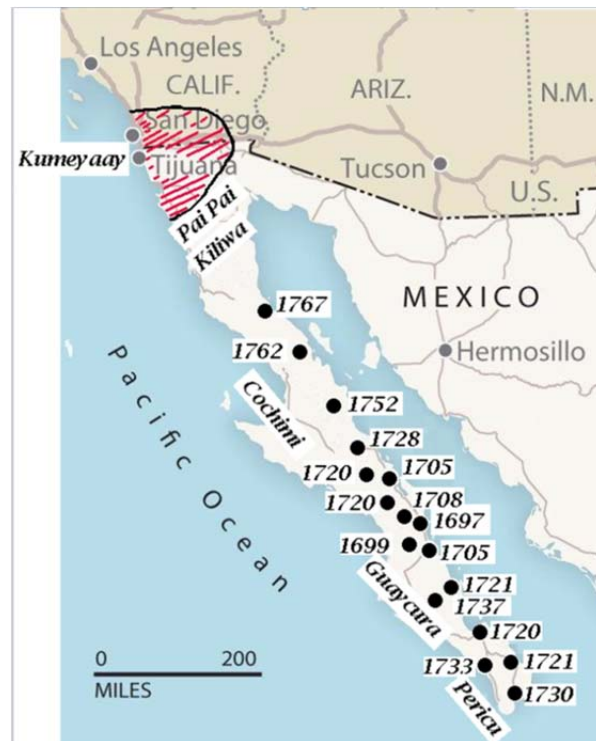 Los Angeles
CALIF.
ARIZ.
N.M.
San Diego
Kumeyaay
Tijuana
Tucson
U.S.
Pai Pai
Kiliwa
MEXICO
1767
1762
Hermosillo
Pacific Ocean
Cochimi
1752
1728
1720
1705
1720
1708
1697
1699
1705
Guaycura
1721
1737
1720
0 200
MILES
1733
1721
Pericu
1730